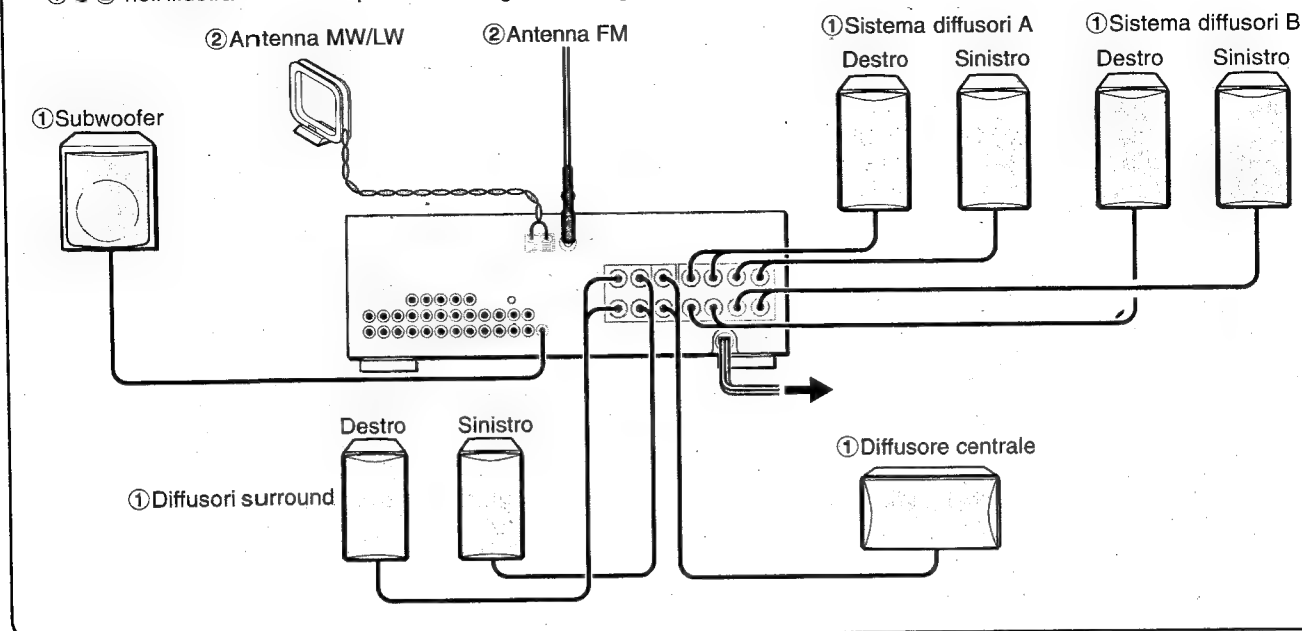 ②Antenna MW/LW
②Antenna FM
①Sistema diffusori A
①Sistema diffusori B
Destro
Sinistro
Destro
Sinistro
①Subwoofer
Destro
Sinistro
①Diffusori surround
①Diffusore centrale